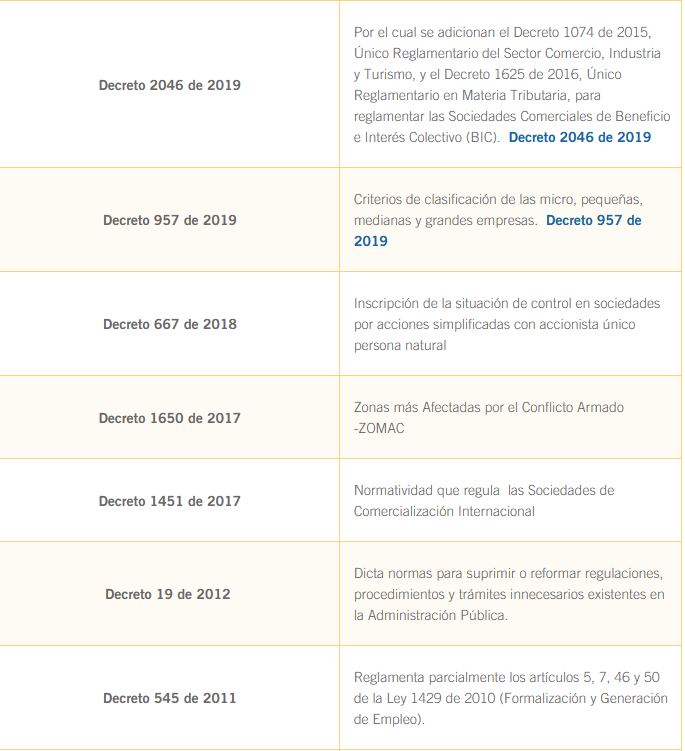 Decreto 2046 de 2019
Por el cual se adicionan el Decreto 1074 de 2015,
Único Reglamentario del Sector Comercio, Industria
y Turismo, y el Decreto 1625 de 2016, Único
Reglamentario en Materia Tributaria, para
reglamentar las Sociedades Comerciales de Beneficio
e Interés Colectivo (BIC).  Decreto 2046 de 2019
Decreto 957 de 2019
Criterios de clasificación de las micro, pequeñas,
medianas y grandes empresas.  Decreto 957 de
2019
Decreto 667 de 2018
Inscripción de la situación de control en sociedades
por acciones simplificadas con accionista único
persona natural
Decreto 1650 de 2017
Zonas más Afectadas por el Conflicto Armado
-ZOMAC
Decreto 1451 de 2017
Normatividad que regula  las Sociedades de
Comercialización Internacional
Decreto 19 de 2012
Dicta normas para suprimir o reformar regulaciones,
procedimientos y trámites innecesarios existentes en
la Administración Pública.
Decreto 545 de 2011
Reglamenta parcialmente los artículos 5, 7, 46 y 50
de la Ley 1429 de 2010 (Formalización y Generación
de Empleo).